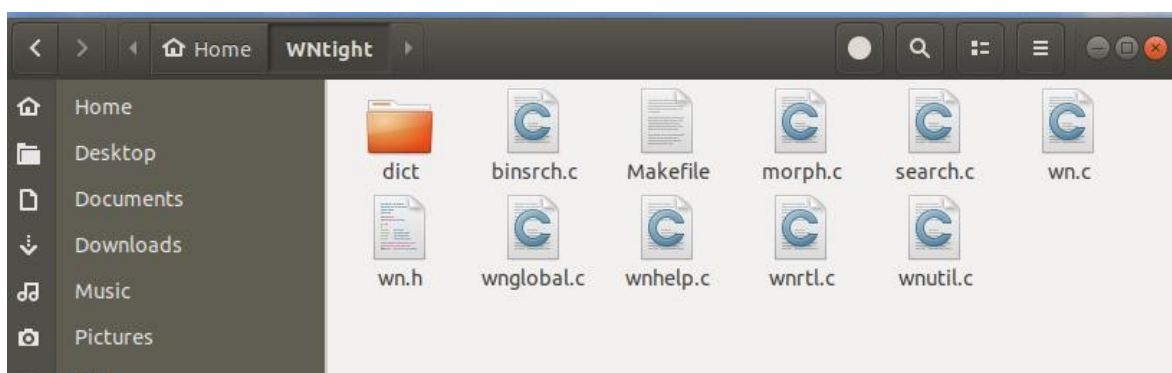 Home WNtight
Home
Desktop
Documents
Downloads
Music
Pictures
dict binsrch.c Makefile morph.c search.c wn.c
wn.h wnglobal.c wnhelp.c wnrtl.c wnutil.c